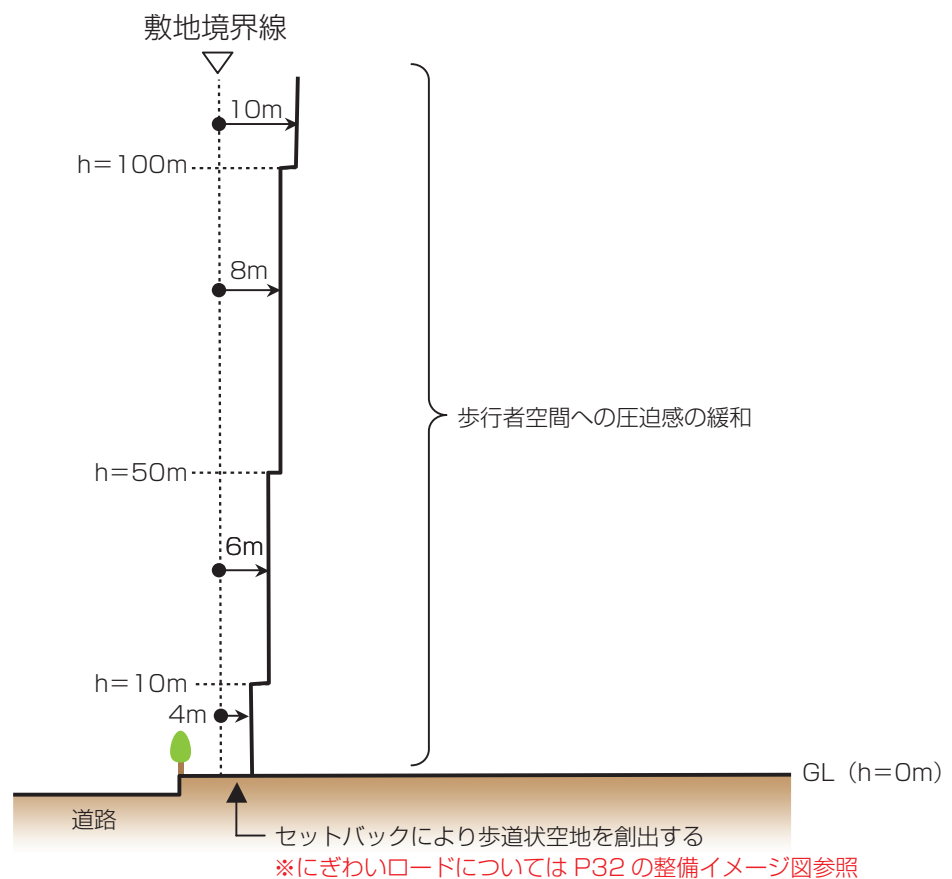 敷地境界線
10m
h=100m
8m
歩行者空間への圧迫感の緩和
h=50m
6m
h=10m
4m
GL（h=0m）
道路
セットバックにより歩道状空地を創出する
※にぎわいロードについては P32 の整備イメージ図参照